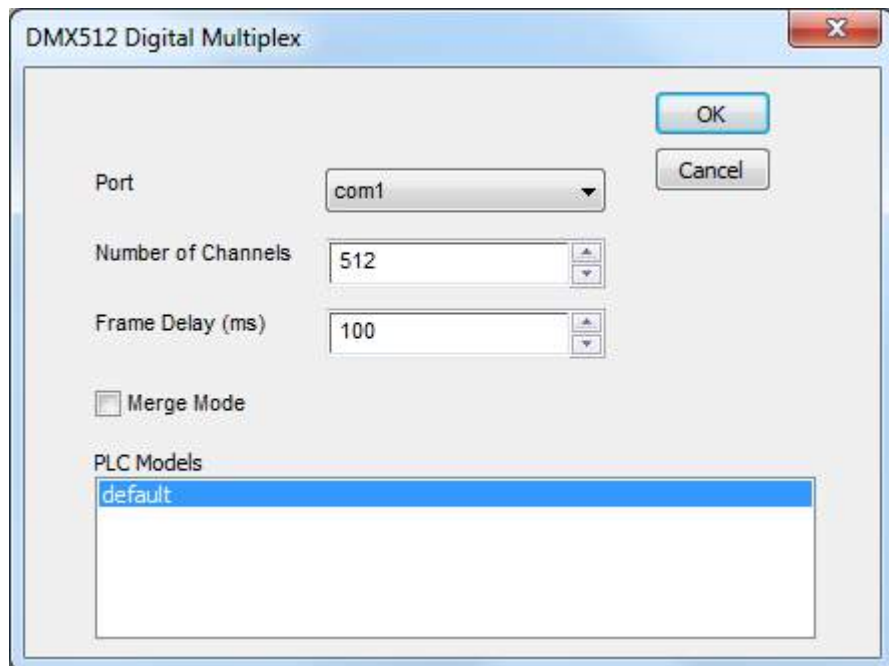 DMX512 Digital Multiplex
OK
Cancel
Port
com1
Number of Channels
512
Frame Delay (ms)
100
Merge Mode
PLC Models
default